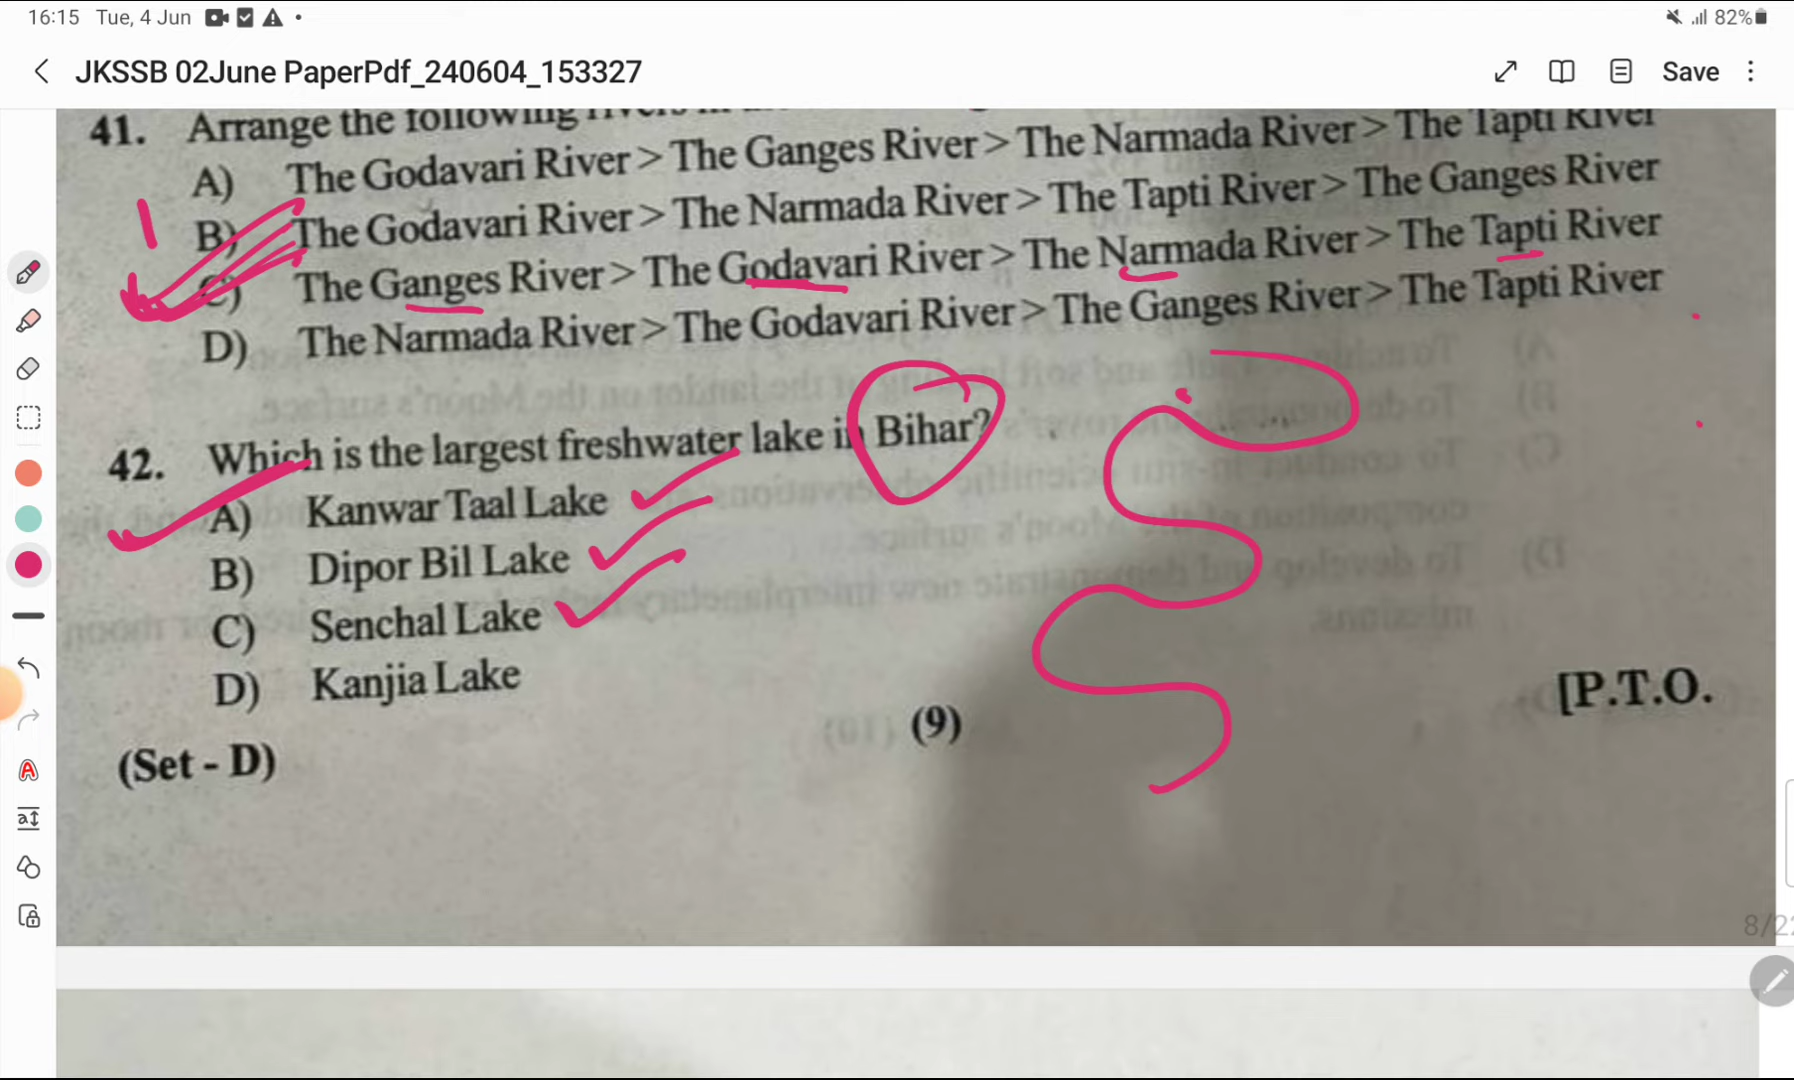 16:15 Tue, 4 Jun 82%
JKSSB 02June PaperPdf_240604_153327 Save
41. Arrange the following rivers in
A) The Godavari River > The Ganges River > The Narmada River > The Tapti River
B) The Godavari River > The Narmada River > The Tapti River > The Ganges River
C) The Ganges River > The Godavari River > The Narmada River > The Tapti River
D) The Narmada River > The Godavari River > The Ganges River > The Tapti River
42. Which is the largest freshwater lake in Bihar?
A) Kanwar Taal Lake
B) Dipor Bil Lake
C) Senchal Lake
D) Kanjia Lake
[P.T.O.
(9)
(Set - D)